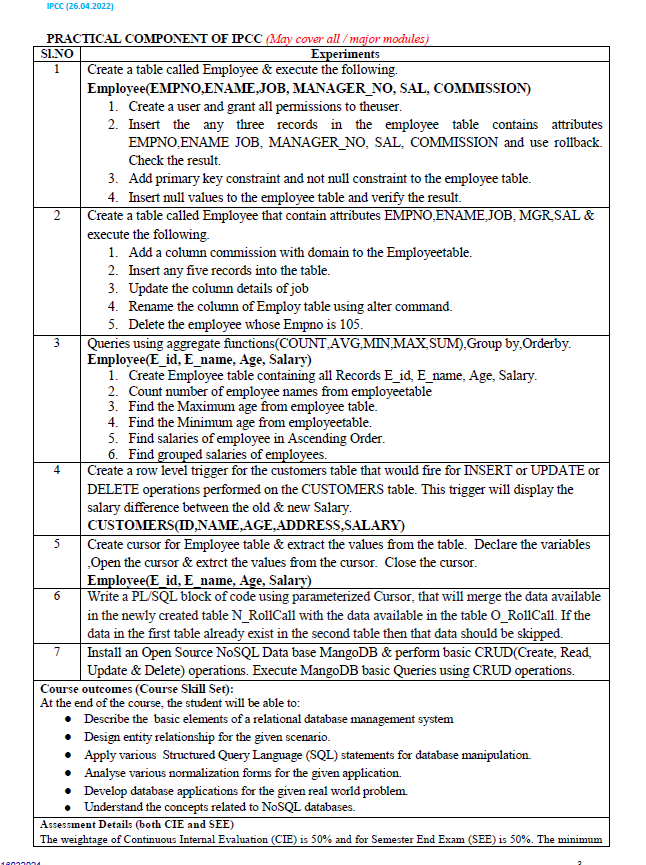 IPCC (26.04.2022)
PRACTICAL COMPONENT OF IPCC (May cover all / major modules)
Sl.NO Experiments
1 Create a table called Employee & execute the following.
Employee(EMPNO,ENAME,JOB, MANAGER_NO, SAL, COMMISSION)
1. Create a user and grant all permissions to theuser.
2. Insert the any three records in the employee table contains attributes
EMPNO,ENAME JOB, MANAGER_NO, SAL, COMMISSION and use rollback.
Check the result.
3. Add primary key constraint and not null constraint to the employee table.
4. Insert null values to the employee table and verify the result.
2 Create a table called Employee that contain attributes EMPNO,ENAME,JOB, MGR,SAL &
execute the following.
1. Add a column commission with domain to the Employeetable.
2. Insert any five records into the table.
3. Update the column details of job
4. Rename the column of Employ table using alter command.
5. Delete the employee whose Empno is 105.
3 Queries using aggregate functions(COUNT,AVG,MIN,MAX,SUM),Group by,Orderby.
Employee(E_id, E_name, Age, Salary)
1. Create Employee table containing all Records E_id, E_name, Age, Salary.
2. Count number of employee names from employeetable
3. Find the Maximum age from employee table.
4. Find the Minimum age from employeetable.
5. Find salaries of employee in Ascending Order.
6. Find grouped salaries of employees.
4 Create a row level trigger for the customers table that would fire for INSERT or UPDATE or
DELETE operations performed on the CUSTOMERS table. This trigger will display the
salary difference between the old & new Salary.
CUSTOMERS(ID,NAME,AGE,ADDRESS,SALARY)
5 Create cursor for Employee table & extract the values from the table. Declare the variables
,Open the cursor & extrct the values from the cursor. Close the cursor.
Employee(E_id, E_name, Age, Salary)
6 Write a PL/SQL block of code using parameterized Cursor, that will merge the data available
in the newly created table N_RollCall with the data available in the table O_RollCall. If the
data in the first table already exist in the second table then that data should be skipped.
7 Install an Open Source NoSQL Data base MangoDB & perform basic CRUD(Create, Read,
Update & Delete) operations. Execute MangoDB basic Queries using CRUD operations.
Course outcomes (Course Skill Set):
At the end of the course, the student will be able to:
● Describe the basic elements of a relational database management system
● Design entity relationship for the given scenario.
● Apply various Structured Query Language (SQL) statements for database manipulation.
● Analyse various normalization forms for the given application.
● Develop database applications for the given real world problem.
● Understand the concepts related to NoSQL databases.
Assessment Details (both CIE and SEE)
The weightage of Continuous Internal Evaluation (CIE) is 50% and for Semester End Exam (SEE) is 50%. The minimum